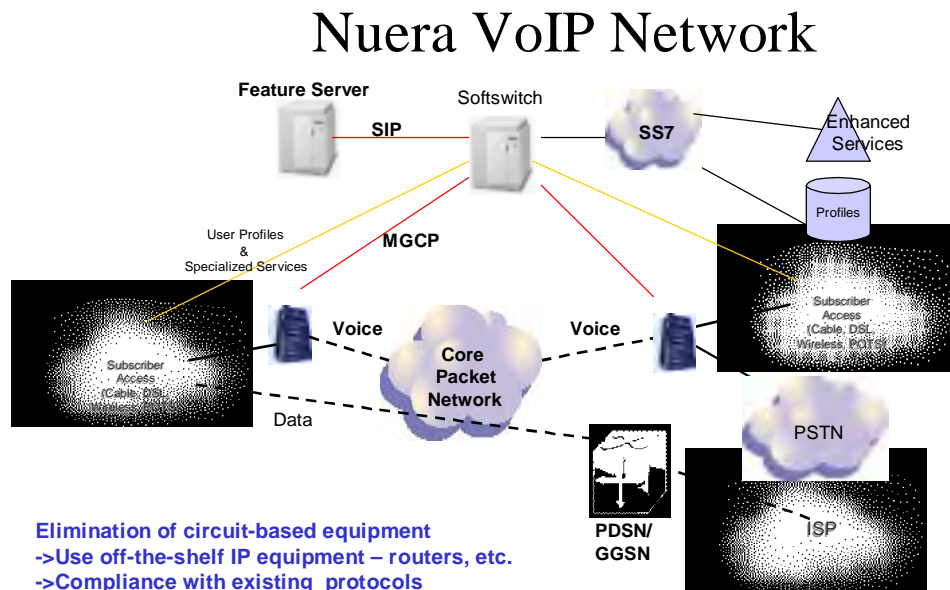 Nuera VoIP Network
Feature Server
Softswitch
SIP
SS7
Enhanced
Services
Profiles
User Profiles
&
Specialized Services
MGCP
Voice
Voice
Subscriber
Access
(Cable, DSL,
Wireless, POTS)
Core
Packet
Network
Subscriber
Access
(Cable, DSL,
Data
PSTN
PDSN/
GGSN
ISP
Elimination of circuit-based equipment
->Use off-the-shelf IP equipment – routers, etc.
->Compliance with existing protocols